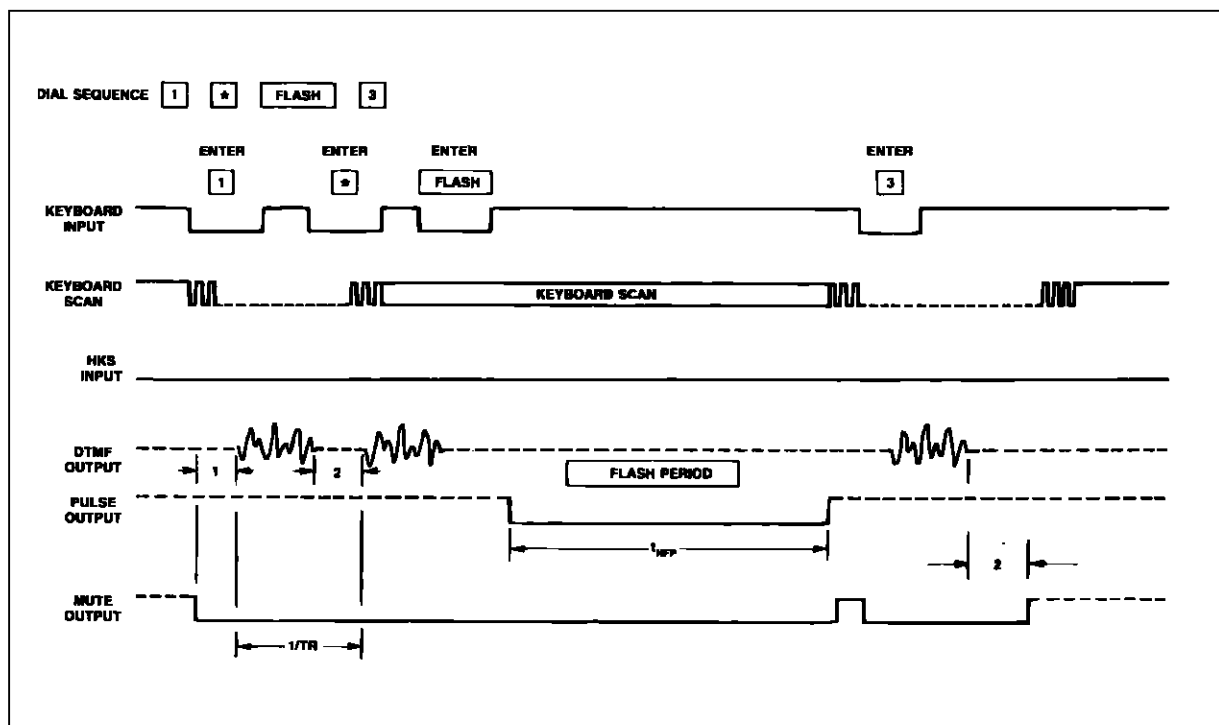 DIAL SEQUENCE 1 * FLASH 3
ENTER ENTER ENTER ENTER
1 * FLASH 3
KEYBOARD INPUT
KEYBOARD SCAN
KEYBOARD SCAN
HKS INPUT
DTMF OUTPUT
1 2
FLASH PERIOD
PULSE OUTPUT
tHFP
2
MUTE OUTPUT
1/TR